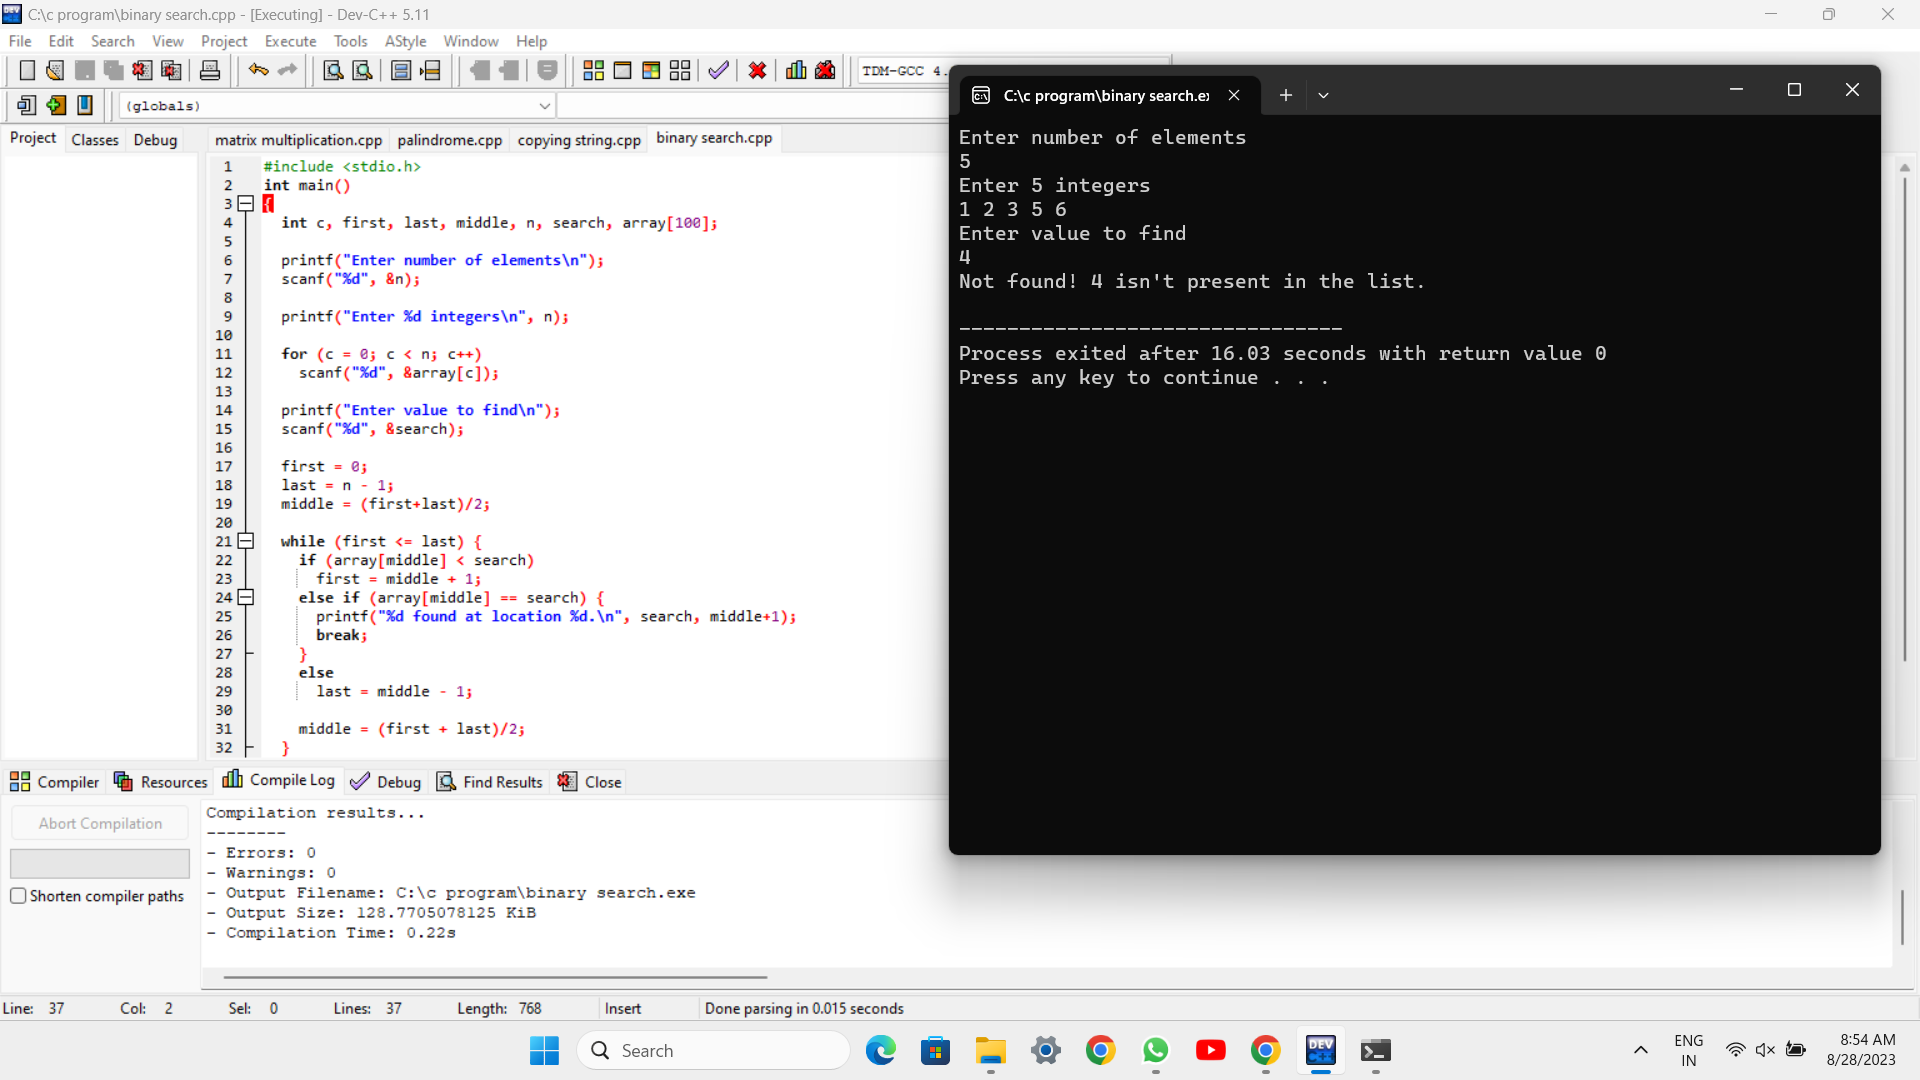 C:\c program\binary search.cpp - [Executing] - Dev-C++ 5.11
File Edit Search View Project Execute Tools AStyle Window Help
TDM-GCC 4.
(globals)
Project Classes Debug
matrix multiplication.cpp palindrome.cpp copying string.cpp binary search.cpp
1 #include <stdio.h>
2 int main()
3 {
4 int c, first, last, middle, n, search, array[100];
5
6 printf("Enter number of elements\n");
7 scanf("%d", &n);
8
9 printf("Enter %d integers\n", n);
10
11 for (c = 0; c < n; c++)
12 scanf("%d", &array[c]);
13
14 printf("Enter value to find\n");
15 scanf("%d", &search);
16
17 first = 0;
18 last = n - 1;
19 middle = (first+last)/2;
20
21 while (first <= last) {
22 if (array[middle] < search)
23 first = middle + 1;
24 else if (array[middle] == search) {
25 printf("%d found at location %d.\n", search, middle+1);
26 break;
27 }
28 else
29 last = middle - 1;
30
31 middle = (first + last)/2;
32 }
C:\c program\binary search.ex
Enter number of elements
5
Enter 5 integers
1 2 3 5 6
Enter value to find
4
Not found! 4 isn't present in the list.
--------------------------------
Process exited after 16.03 seconds with return value 0
Press any key to continue . . .
Compiler Resources Compile Log Debug Find Results Close
Abort Compilation
Shorten compiler paths
Compilation results...
--------
- Errors: 0
- Warnings: 0
- Output Filename: C:\c program\binary search.exe
- Output Size: 128.7705078125 KiB
- Compilation Time: 0.22s
Line: 37 Col: 2 Sel: 0 Lines: 37 Length: 768 Insert Done parsing in 0.015 seconds
Search
DEV
ENG
IN
8:54 AM
8/28/2023